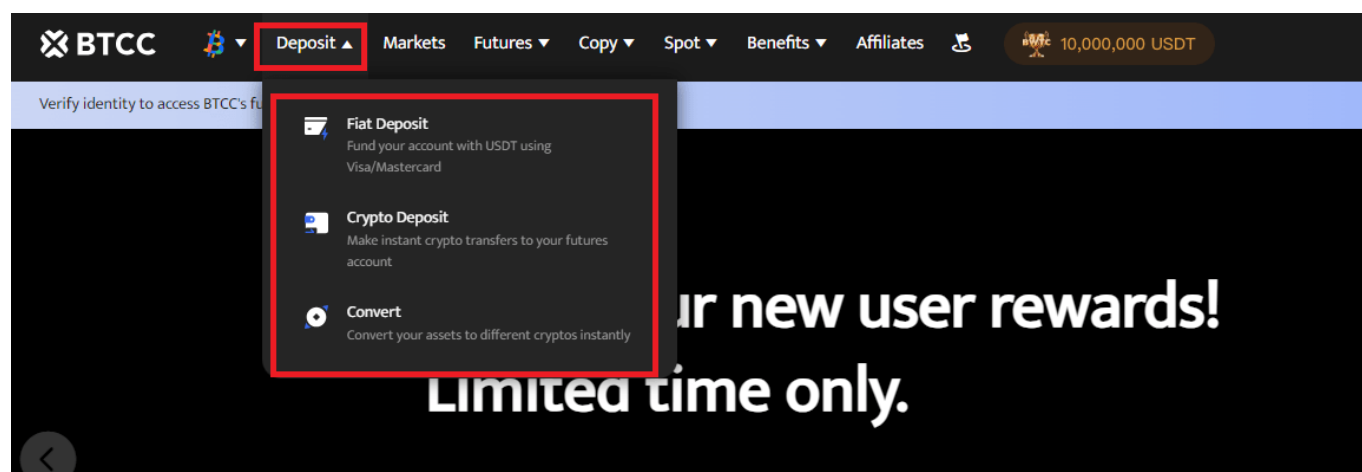 BTCC
Deposit
Markets
Futures
Copy
Spot
Benefits
Affiliates
10,000,000 USDT
Verify identity to access BTCC's
Fiat Deposit
Fund your account with USDT using
Visa/Mastercard
Crypto Deposit
Make instant crypto transfers to your futures
account
Convert
Convert your assets to different cryptos instantly
new user rewards!
Limited time only.